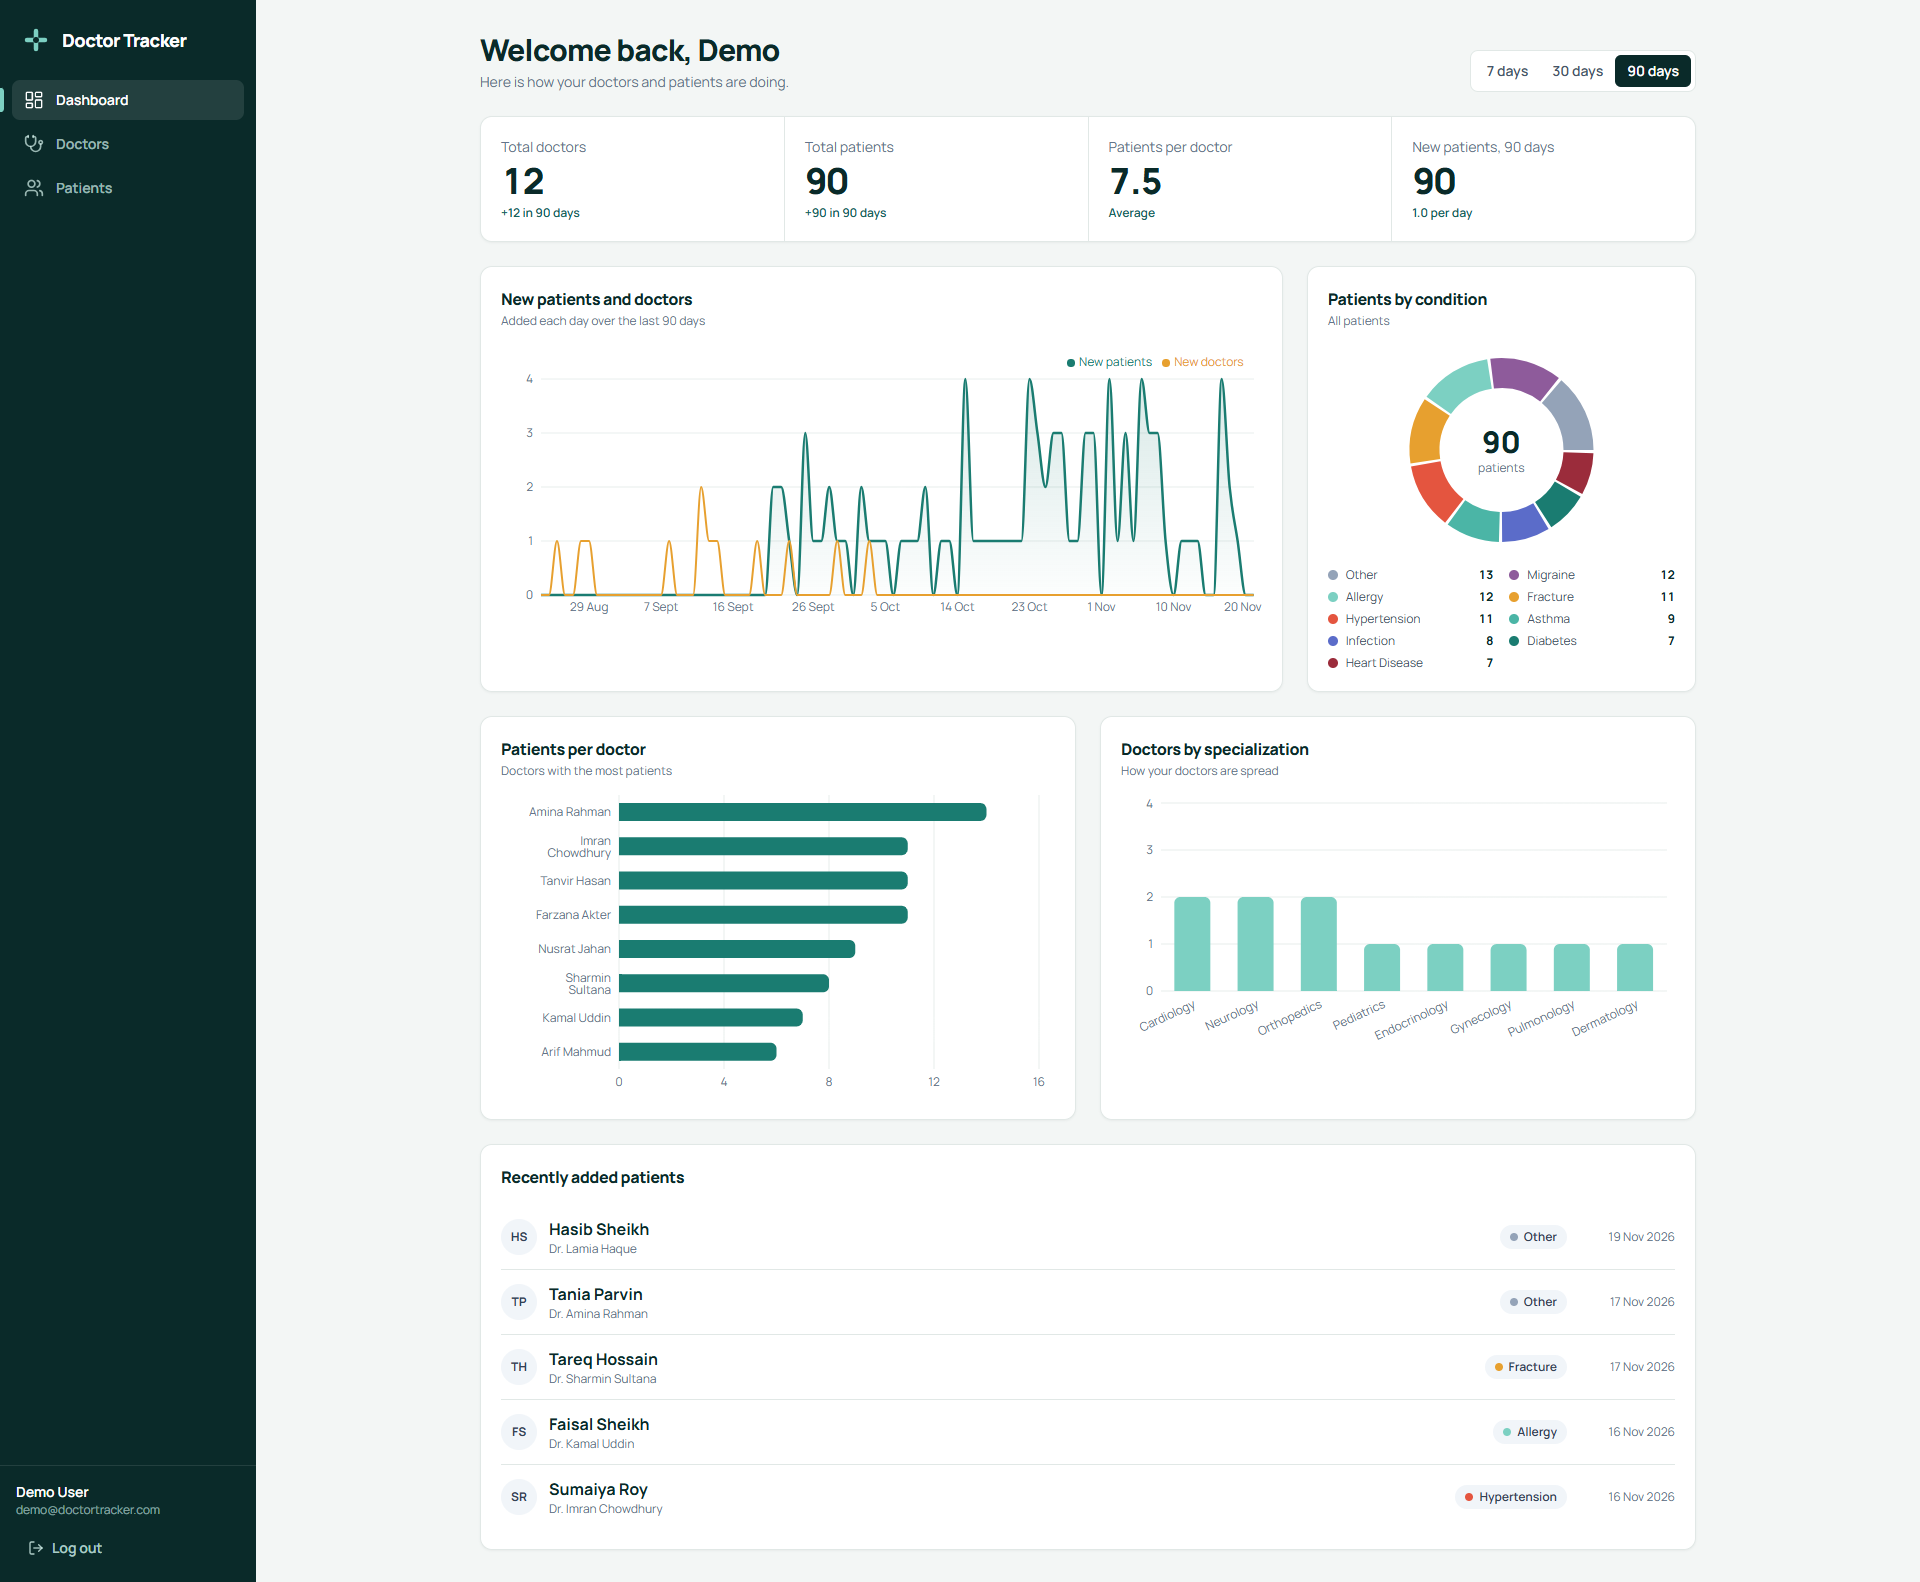 Doctor Tracker
Dashboard
Doctors
Patients
Demo User
demo@doctortracker.com
Log out
Welcome back, Demo
Here is how your doctors and patients are doing.
7 days 30 days 90 days
Total doctors
12
+12 in 90 days
Total patients
90
+90 in 90 days
Patients per doctor
7.5
Average
New patients, 90 days
90
1.0 per day
New patients and doctors
Added each day over the last 90 days
New patients New doctors
4
3
2
1
0
29 Aug 7 Sept 16 Sept 26 Sept 5 Oct 14 Oct 23 Oct 1 Nov 10 Nov 20 Nov
Patients by condition
All patients
90
patients
Other 13 Migraine 12
Allergy 12 Fracture 11
Hypertension 11 Asthma 9
Infection 8 Diabetes 7
Heart Disease 7
Patients per doctor
Doctors with the most patients
Amina Rahman
Imran
Chowdhury
Tanvir Hasan
Farzana Akter
Nusrat Jahan
Sharmin
Sultana
Kamal Uddin
Arif Mahmud
0 4 8 12 16
Doctors by specialization
How your doctors are spread
4
3
2
1
0
Cardiology Neurology Orthopedics Pediatrics Endocrinology Gynecology Pulmonology Dermatology
Recently added patients
HS Hasib Sheikh Other 19 Nov 2026
Dr. Lamia Haque
TP Tania Parvin Other 17 Nov 2026
Dr. Amina Rahman
TH Tareq Hossain Fracture 17 Nov 2026
Dr. Sharmin Sultana
FS Faisal Sheikh Allergy 16 Nov 2026
Dr. Kamal Uddin
SR Sumaiya Roy Hypertension 16 Nov 2026
Dr. Imran Chowdhury